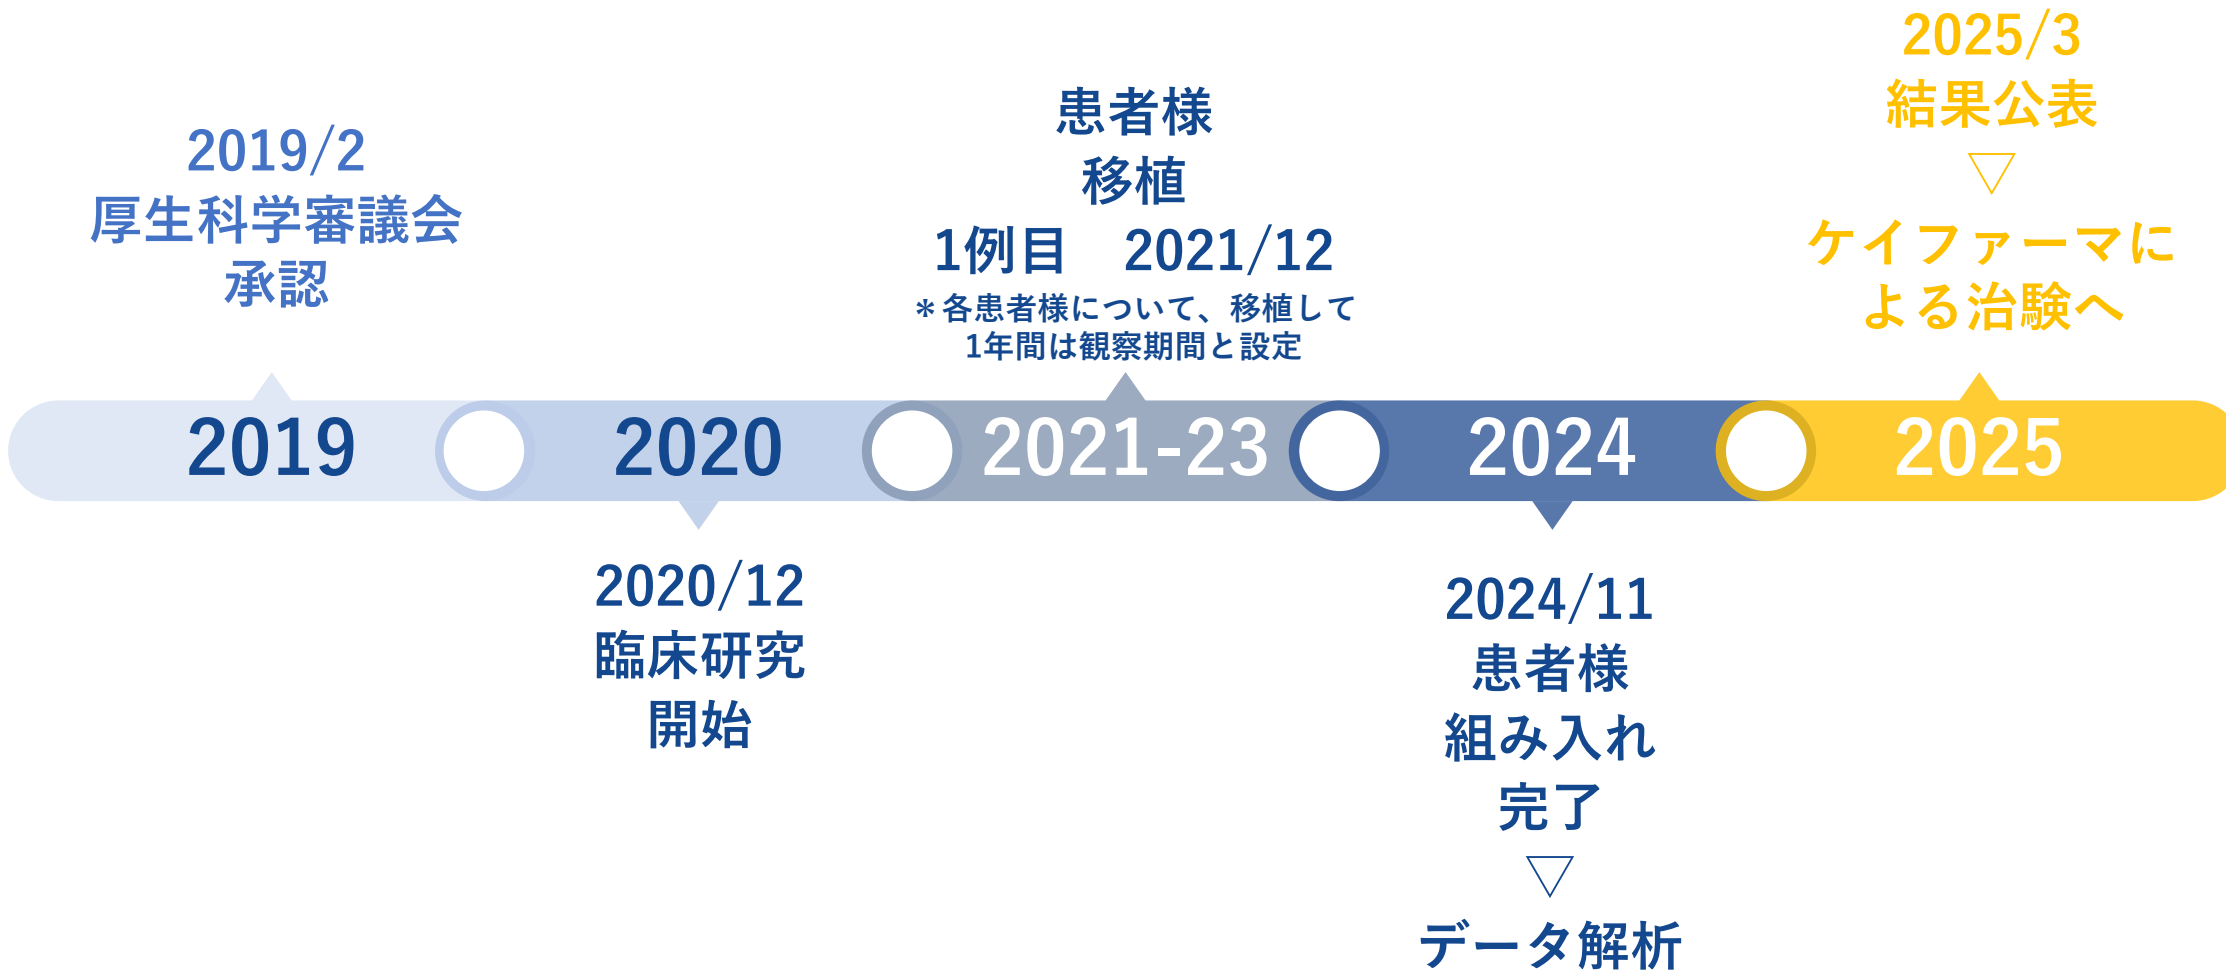 2019/2
厚生科学審議会
承認
2019
2020
2020/12
臨床研究
開始
患者様
移植
1例目　2021/12
＊各患者様について、移植して
1年間は観察期間と設定
2021-23
2024
2024/11
患者様
組み入れ
完了
▽
データ解析
2025/3
結果公表
▽
ケイファーマに
よる治験へ
2025